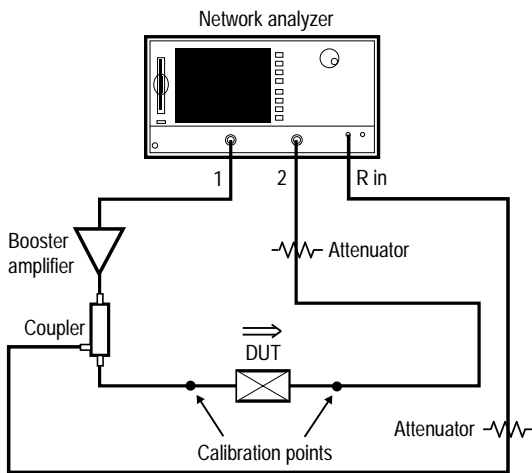 Network analyzer
1
2
R in
Booster
amplifier
Attenuator
Coupler
DUT
Attenuator
Calibration points